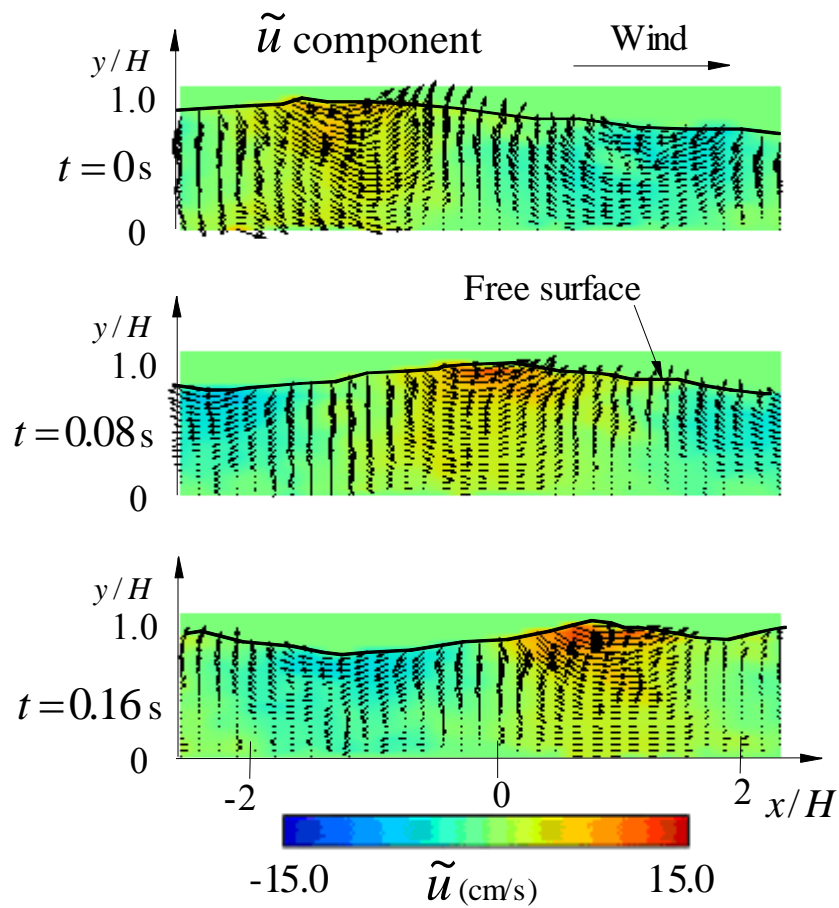 ũ component
Wind
y/H
1.0
t = 0s
0
Free surface
y/H
1.0
t = 0.08 s
0
y/H
1.0
t = 0.16 s
0
-2
0
2
x/H
-15.0
ũ (cm/s)
15.0